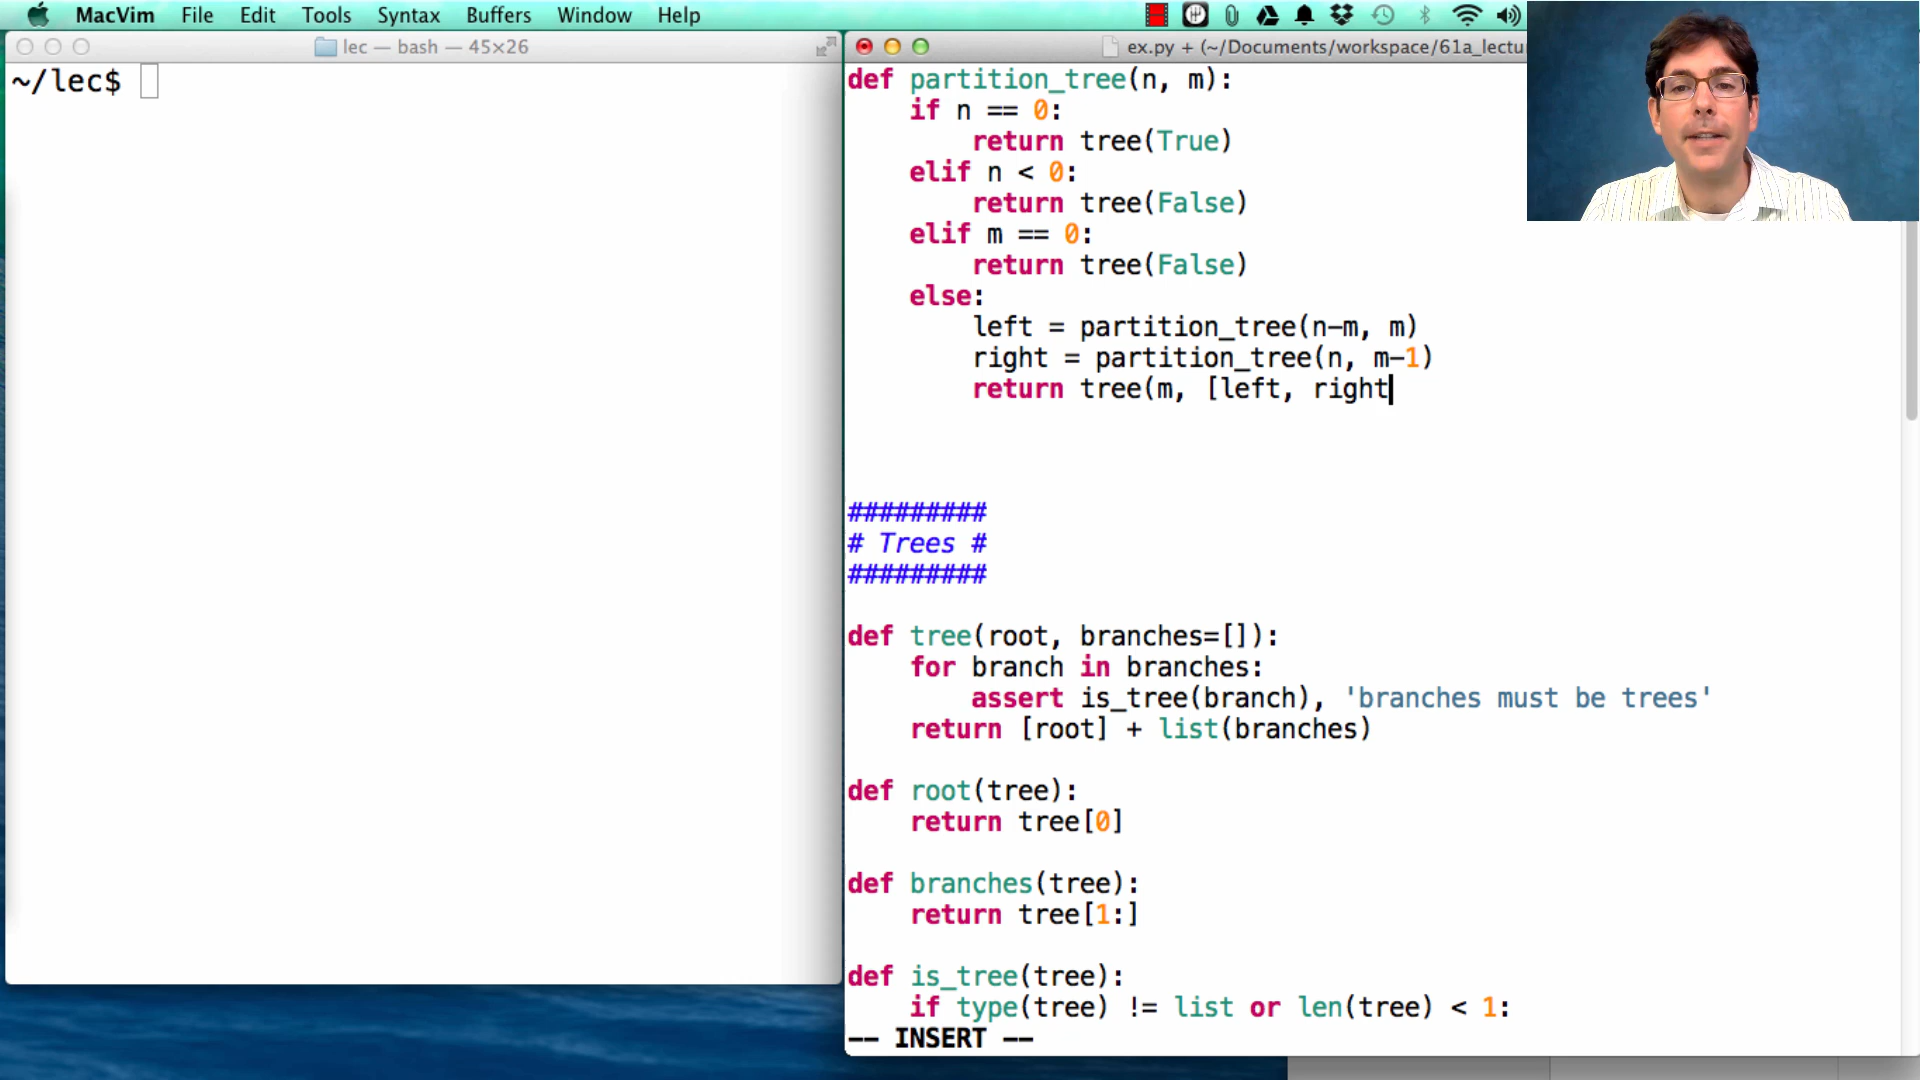 MacVim File Edit Tools Syntax Buffers Window Help
lec — bash — 45×26
~/lec$
ex.py + (~/Documents/workspace/61a_lectu
def partition_tree(n, m):
    if n == 0:
        return tree(True)
    elif n < 0:
        return tree(False)
    elif m == 0:
        return tree(False)
    else:
        left = partition_tree(n-m, m)
        right = partition_tree(n, m-1)
        return tree(m, [left, right
#########
# Trees #
#########
def tree(root, branches=[]):
    for branch in branches:
        assert is_tree(branch), 'branches must be trees'
    return [root] + list(branches)
def root(tree):
    return tree[0]
def branches(tree):
    return tree[1:]
def is_tree(tree):
    if type(tree) != list or len(tree) < 1:
-- INSERT --